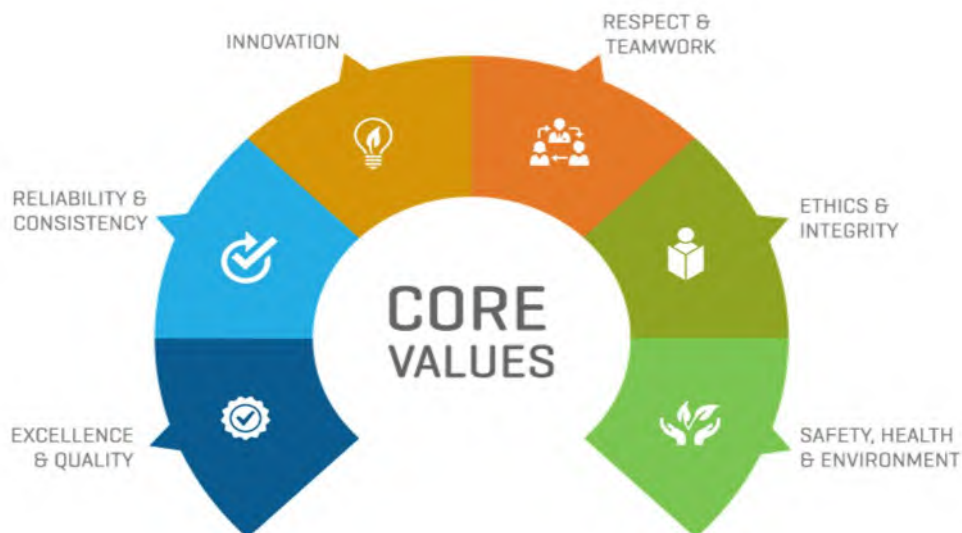 INNOVATION
RESPECT &
TEAMWORK
RELIABILITY &
CONSISTENCY
ETHICS &
INTEGRITY
CORE
VALUES
EXCELLENCE
& QUALITY
SAFETY, HEALTH
& ENVIRONMENT